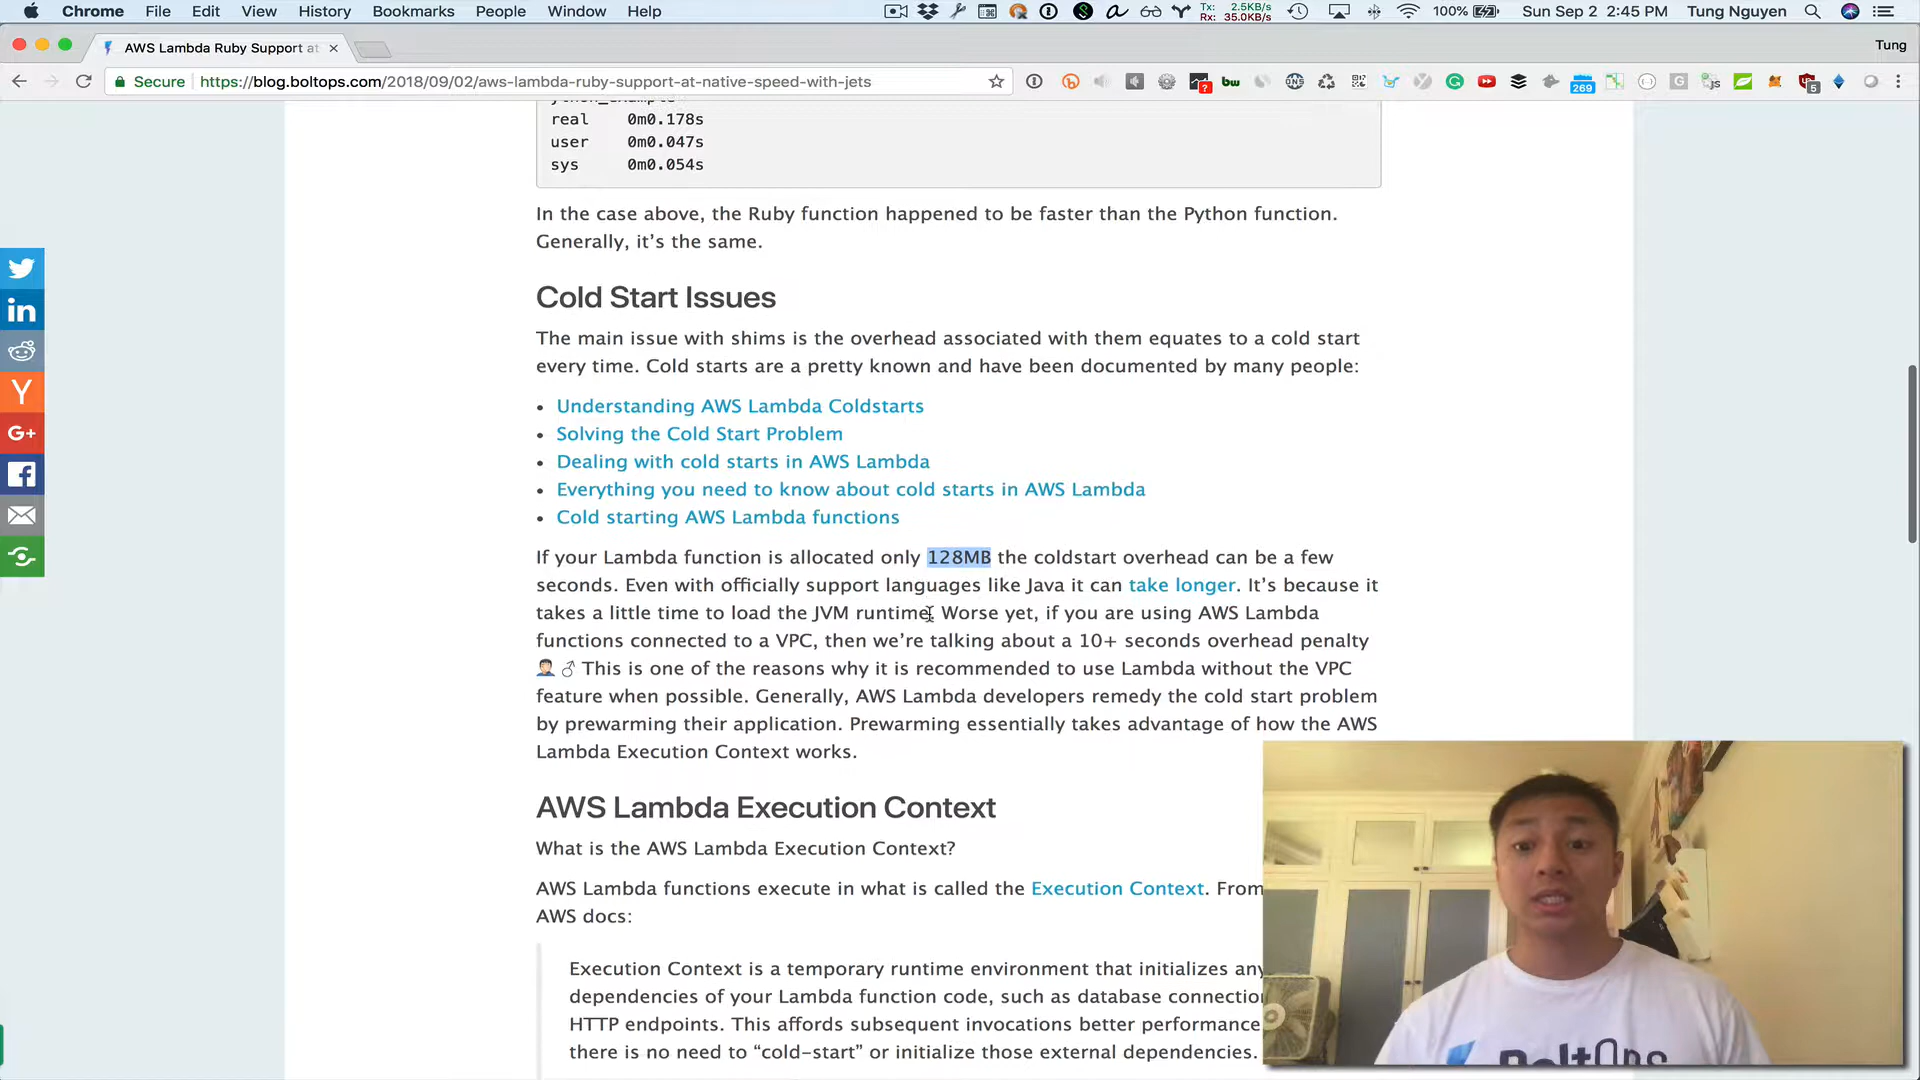 Chrome File Edit View History Bookmarks People Window Help Tx: 2.5KB/s Rx: 35.0KB/s 100% Sun Sep 2 2:45 PM Tung Nguyen
AWS Lambda Ruby Support at
Tung
Secure https://blog.boltops.com/2018/09/02/aws-lambda-ruby-support-at-native-speed-with-jets
bw
ONS
269
5
real 0m0.178s
user 0m0.047s
sys 0m0.054s
In the case above, the Ruby function happened to be faster than the Python function.
Generally, it's the same.
Cold Start Issues
The main issue with shims is the overhead associated with them equates to a cold start
every time. Cold starts are a pretty known and have been documented by many people:
• Understanding AWS Lambda Coldstarts
• Solving the Cold Start Problem
• Dealing with cold starts in AWS Lambda
• Everything you need to know about cold starts in AWS Lambda
• Cold starting AWS Lambda functions
If your Lambda function is allocated only 128MB the coldstart overhead can be a few
seconds. Even with officially support languages like Java it can take longer. It's because it
takes a little time to load the JVM runtime. Worse yet, if you are using AWS Lambda
functions connected to a VPC, then we're talking about a 10+ seconds overhead penalty
🤦🏻 ♂ This is one of the reasons why it is recommended to use Lambda without the VPC
feature when possible. Generally, AWS Lambda developers remedy the cold start problem
by prewarming their application. Prewarming essentially takes advantage of how the AWS
Lambda Execution Context works.
AWS Lambda Execution Context
What is the AWS Lambda Execution Context?
AWS Lambda functions execute in what is called the Execution Context. From
AWS docs:
Execution Context is a temporary runtime environment that initializes any
dependencies of your Lambda function code, such as database
HTTP endpoints. This affords subsequent invocations better performance
there is no need to “cold-start” or initialize those external dependencies.
BoltOps